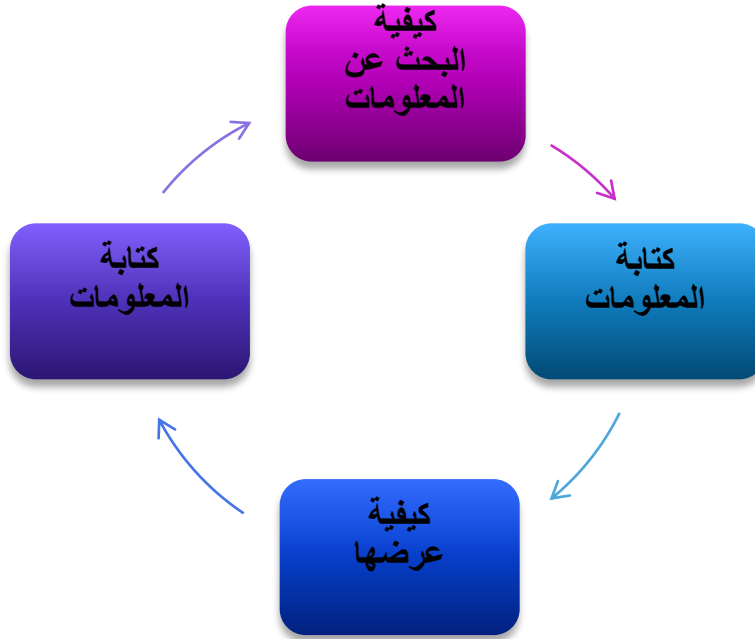 كيفية
البحث عن
المعلومات
كتابة
المعلومات
كيفية
عرضها
كتابة
المعلومات